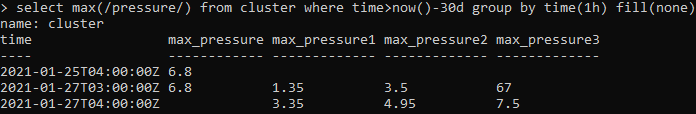 > select max(/pressure/) from cluster where time>now()-30d group by time(1h) fill(none)
name: cluster
time                 max_pressure max_pressure1 max_pressure2 max_pressure3
----                 ------------ ------------- ------------- -------------
2021-01-25T04:00:00Z 6.8
2021-01-27T03:00:00Z 6.8          1.35          3.5           67
2021-01-27T04:00:00Z              3.35          4.95          7.5